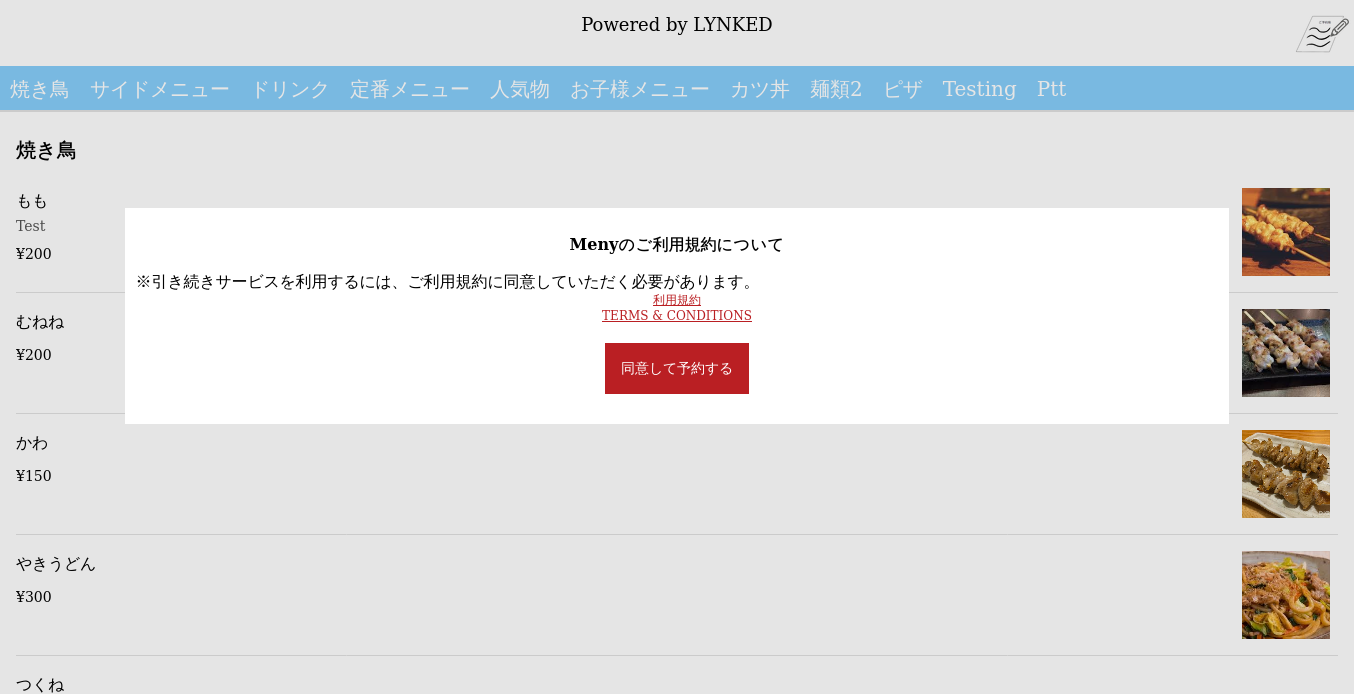 Powered by LYNKED
焼き鳥 サイドメニュー ドリンク 定番メニュー 人気物 お子様メニュー カツ丼 麺類2 ピザ Testing Ptt
焼き鳥
もも
Test
¥200
Menyのご利用規約について
※引き続きサービスを利用するには、ご利用規約に同意していただく必要があります。
利用規約
TERMS & CONDITIONS
同意して予約する
むねね
¥200
かわ
¥150
やきうどん
¥300
つくね